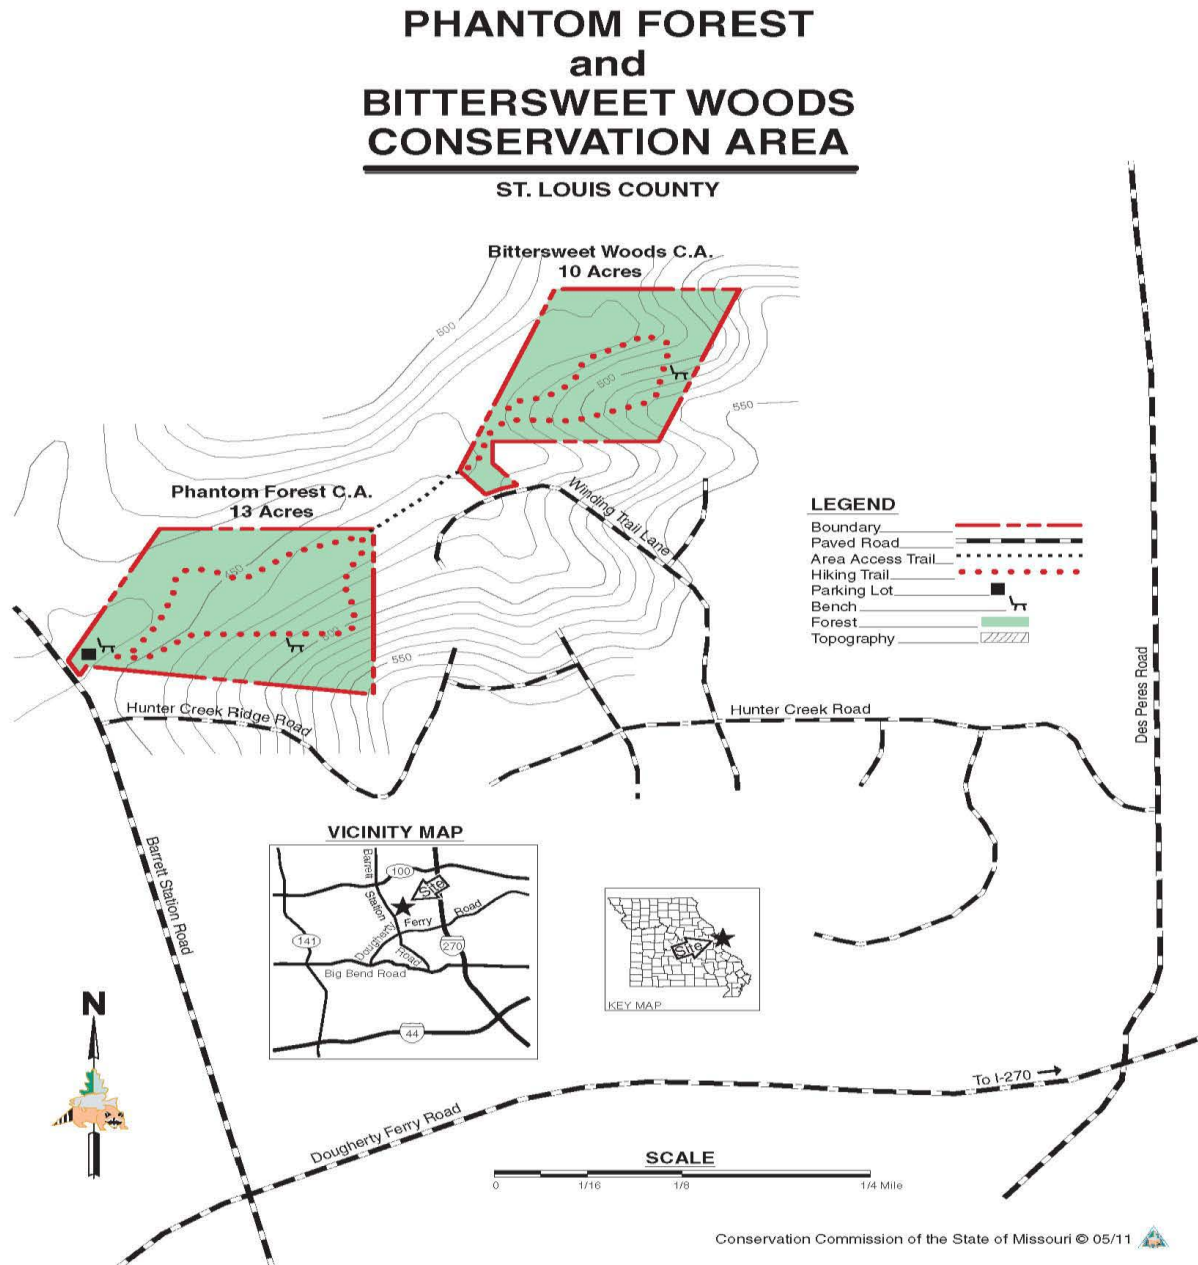 PHANTOM FOREST
and
BITTERSWEET WOODS
CONSERVATION AREA
ST. LOUIS COUNTY
Bittersweet Woods C.A.
10 Acres
600
500
550
Phantom Forest C.A.
13 Acres
450
500
550
Winding Trail Lane
LEGEND
Boundary
Paved Road
Area Access Trail
Hiking Trail
Parking Lot
Bench
Forest
Topography
Des Peres Road
Hunter Creek Ridge Road
Hunter Creek Road
Barrett Station Road
VICINITY MAP
Barrett Station Road
100
Site
Dougherty Ferry Road
141
270
Big Bend Road
44
Site
KEY MAP
N
To I-270
Dougherty Ferry Road
SCALE
0 1/16 1/8 1/4 Mile
Conservation Commission of the State of Missouri © 05/11